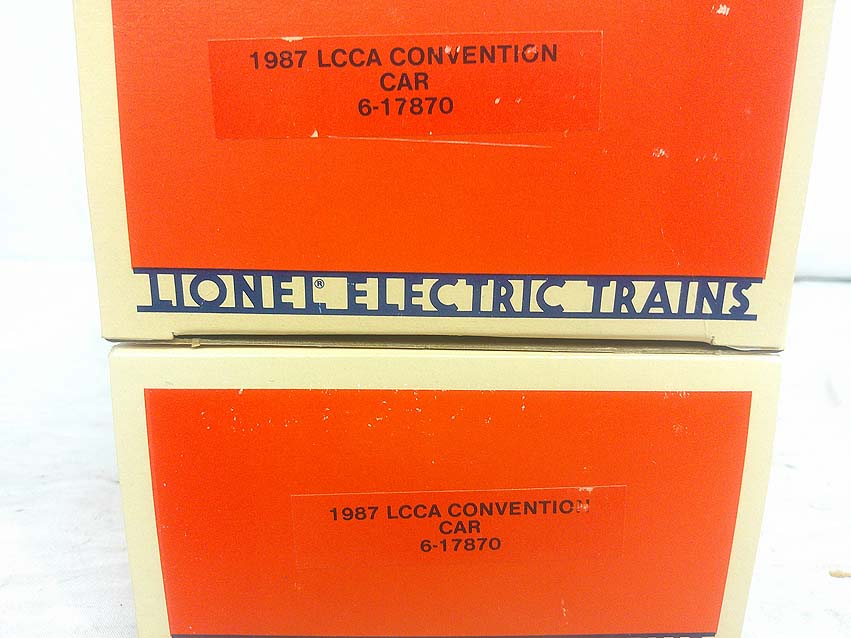 1987 LCCA CONVENTION
CAR
6-17870
LIONEL® ELECTRIC TRAINS
1987 LCCA CONVENTION
CAR
6-17870